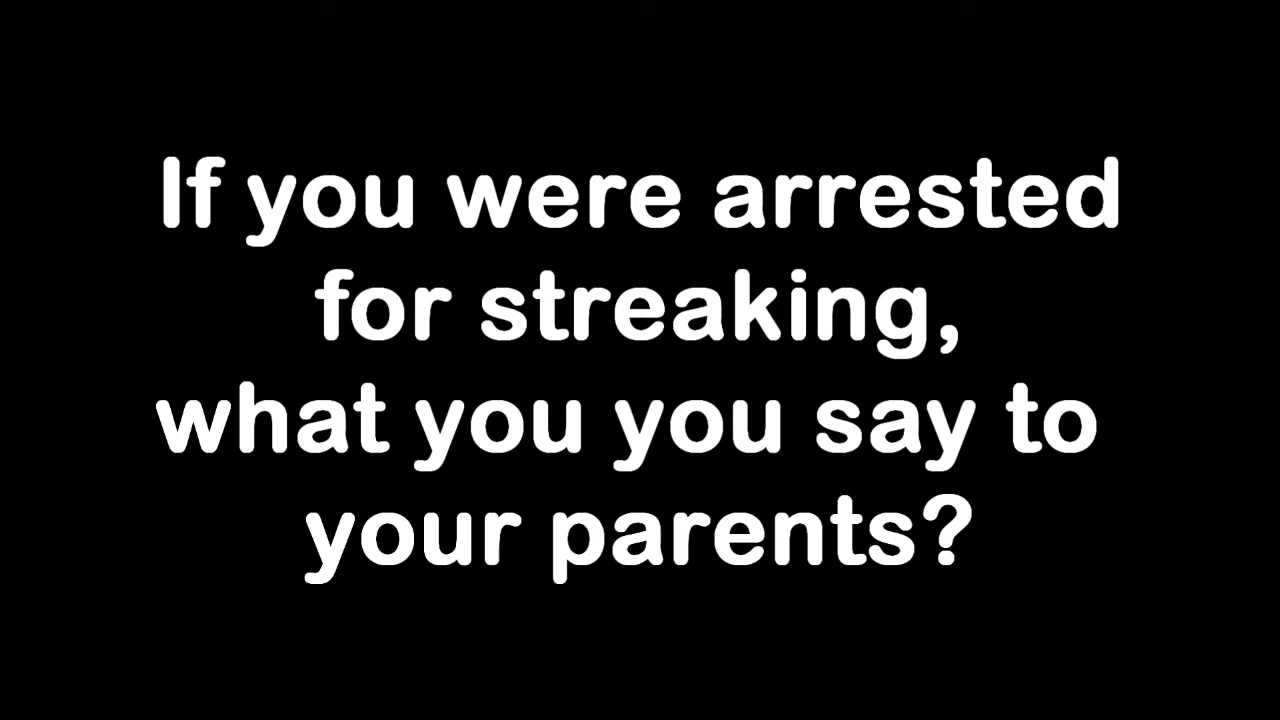 If you were arrested
for streaking,
what you you say to
your parents?